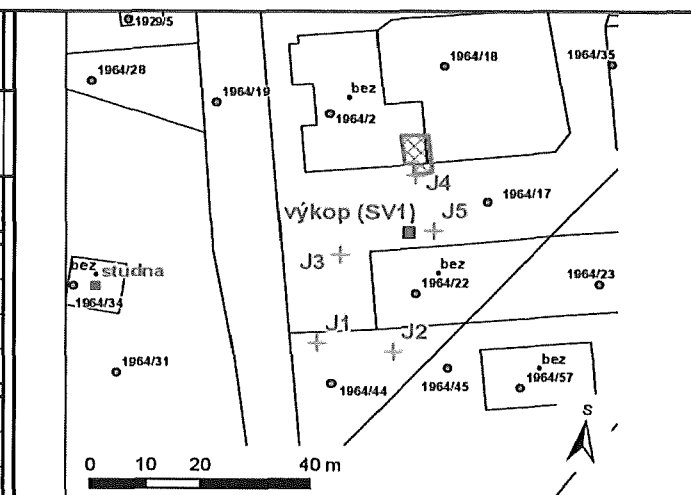 1929/5
1964/28
1964/18
1964/35
1964/19
bez
1964/2
J4
1964/17
výkop (SV1)
J5
J3
bez
studna
bez
1964/34
1964/22
1964/23
J1
J2
1964/31
bez
1964/44
1964/45
1964/57
S
0 10 20 40 m